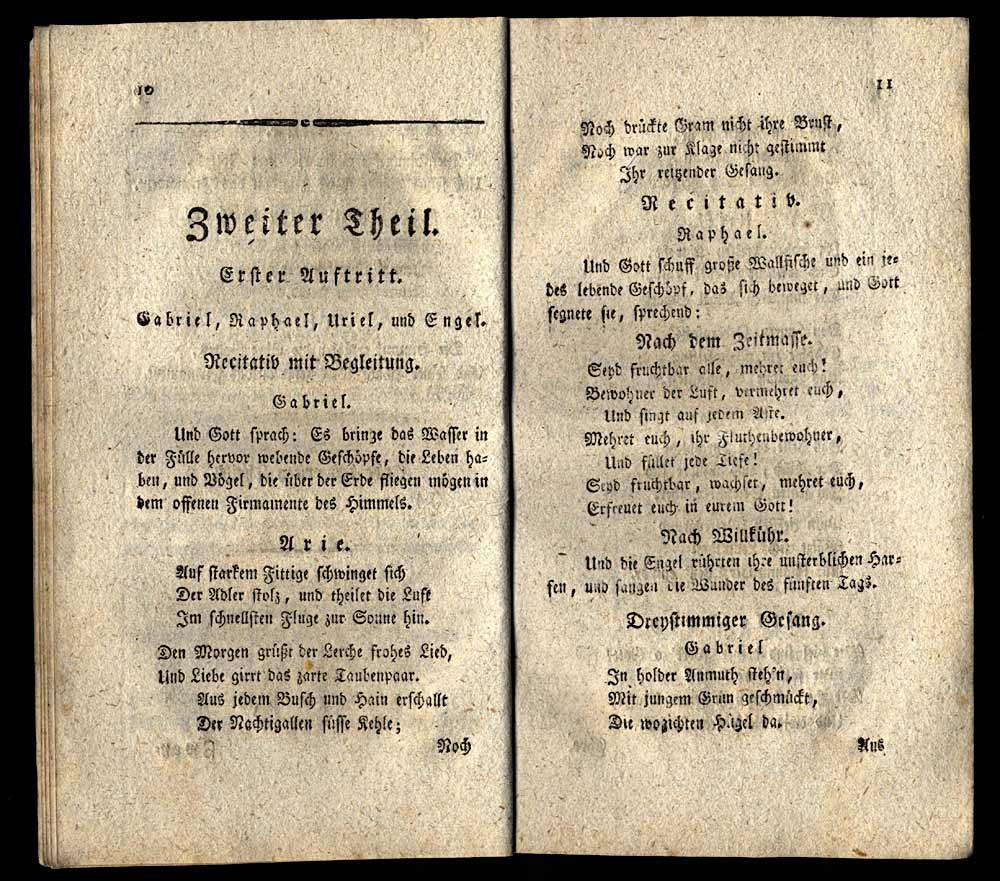 10
Zweiter Theil.
Erster Auftritt.
Gabriel, Raphael, Uriel, und Engel.
Recitativ mit Begleitung.
Gabriel.
Und Gott sprach: Es bringe das Wasser in
der Fülle hervor webende Geschöpfe, die Leben ha-
ben, und Vögel, die über der Erde fliegen mögen in
dem offenen Firmamente des Himmels.
Arie.
Auf starkem Fittige schwinget sich
Der Adler stolz, und theilet die Luft
Im schnellsten Fluge zur Sonne hin.
Den Morgen grüßt der Lerche frohes Lied,
Und Liebe girrt das zarte Taubenpaar.
Aus jedem Busch und Hain erschallt
Der Nachtigallen süsse Kehle;
Noch
11
Noch drückte Gram nicht ihre Brust,
Noch war zur Klage nicht gestimmt
Ihr reitzender Gesang.
Recitativ.
Raphael.
Und Gott schuff große Wallfische und ein je-
des lebende Geschöpf, das sich beweget, und Gott
segnete sie, sprechend:
Nach dem Zeitmasse.
Seyd fruchtbar alle, mehret euch!
Bewohner der Luft, vermehret euch,
Und singt auf jedem Aste.
Mehret euch, ihr Fluthenbewohner,
Und füllet jede Tiefe!
Seyd fruchtbar, wachset, mehret euch,
Erfreuet euch in eurem Gott!
Nach Willkühr.
Und die Engel rührten ihre unsterblichen Har-
fen, und sangen die Wunder des fünften Tags.
Dreystimmiger Gesang.
Gabriel
In holder Anmuth steh'n,
Mit jungem Grün geschmückt,
Die wogichten Hügel da.
Aus